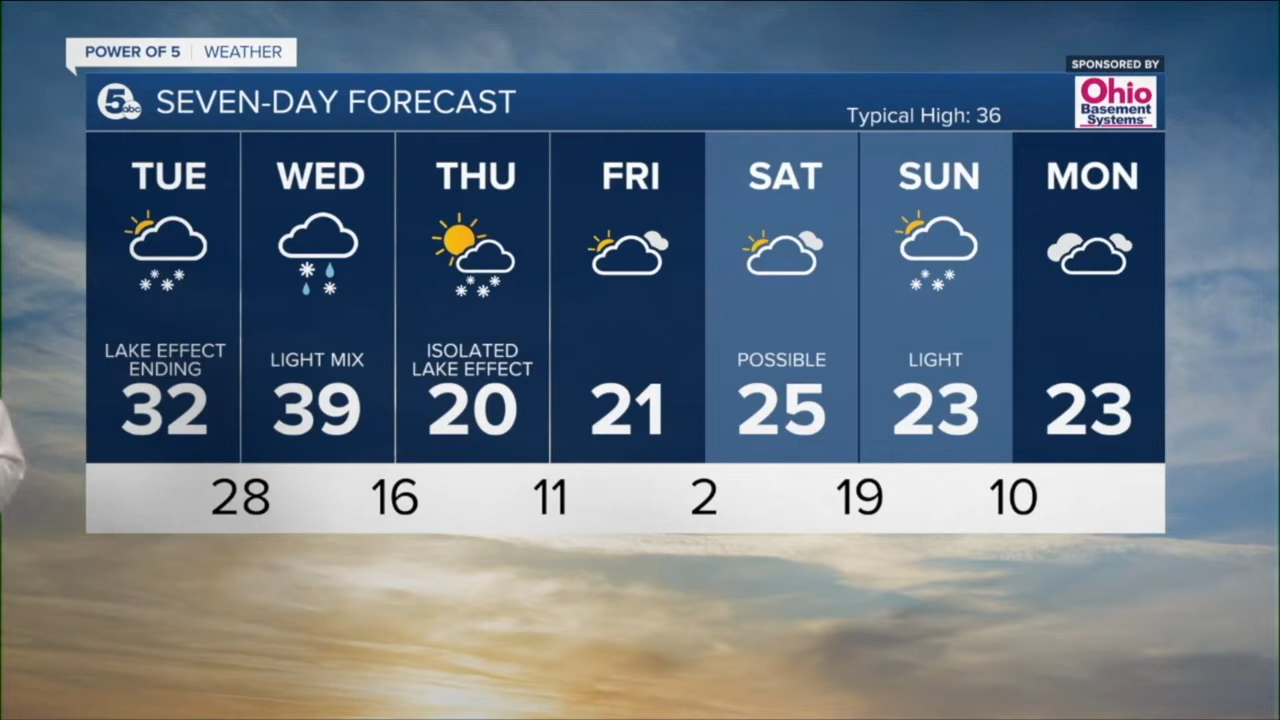 POWER OF 5 | WEATHER
SPONSORED BY
5 abc SEVEN-DAY FORECAST
Typical High: 36
Ohio
Basement
Systems
TUE WED THU FRI SAT SUN MON
LAKE EFFECT
ENDING
LIGHT MIX
ISOLATED
LAKE EFFECT
POSSIBLE
LIGHT
32 39 20 21 25 23 23
28 16 11 2 19 10